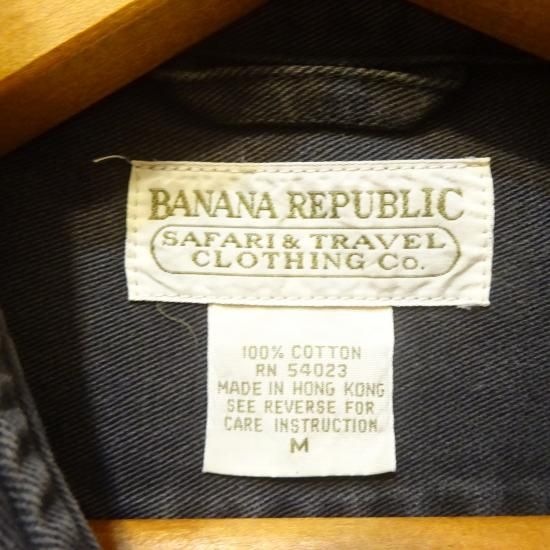 BANANA REPUBLIC
SAFARI & TRAVEL
CLOTHING CO.
100% COTTON
RN 54023
MADE IN HONG KONG
SEE REVERSE FOR
CARE INSTRUCTION
M